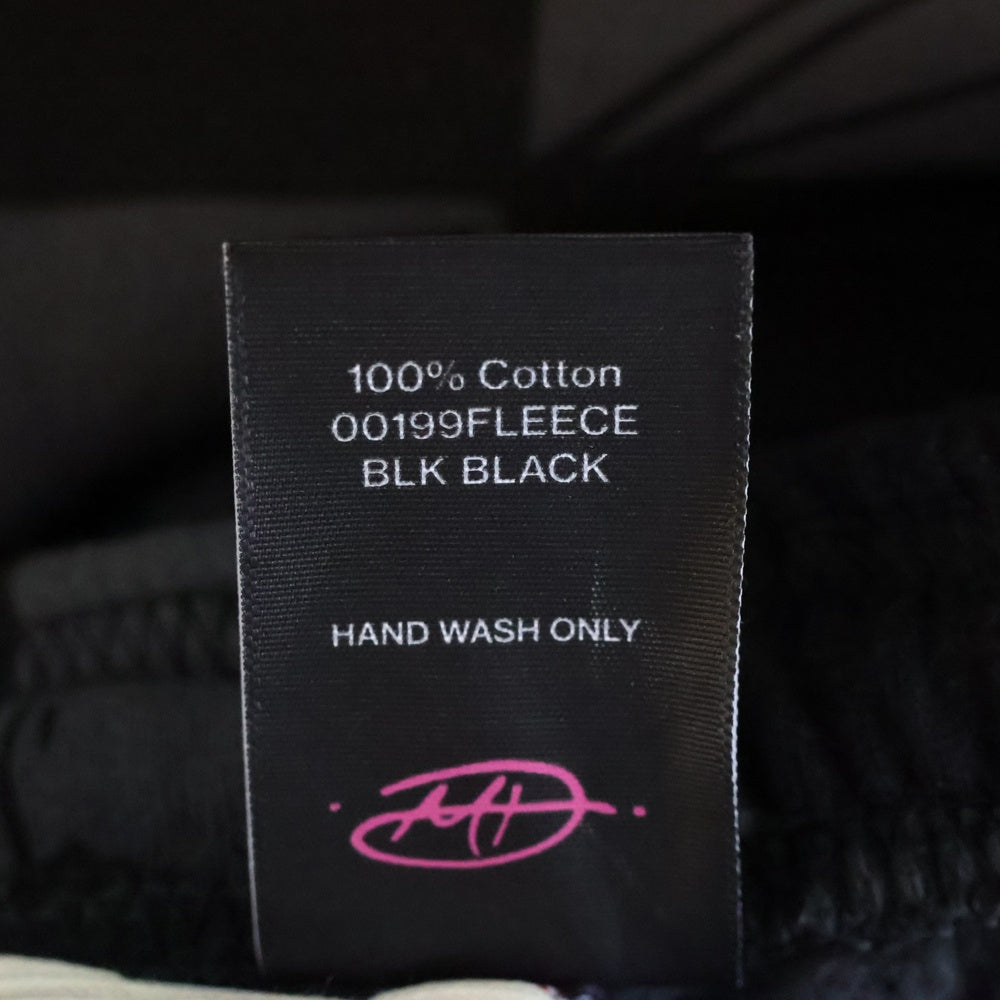 100% Cotton
00199FLEECE
BLK BLACK
HAND WASH ONLY